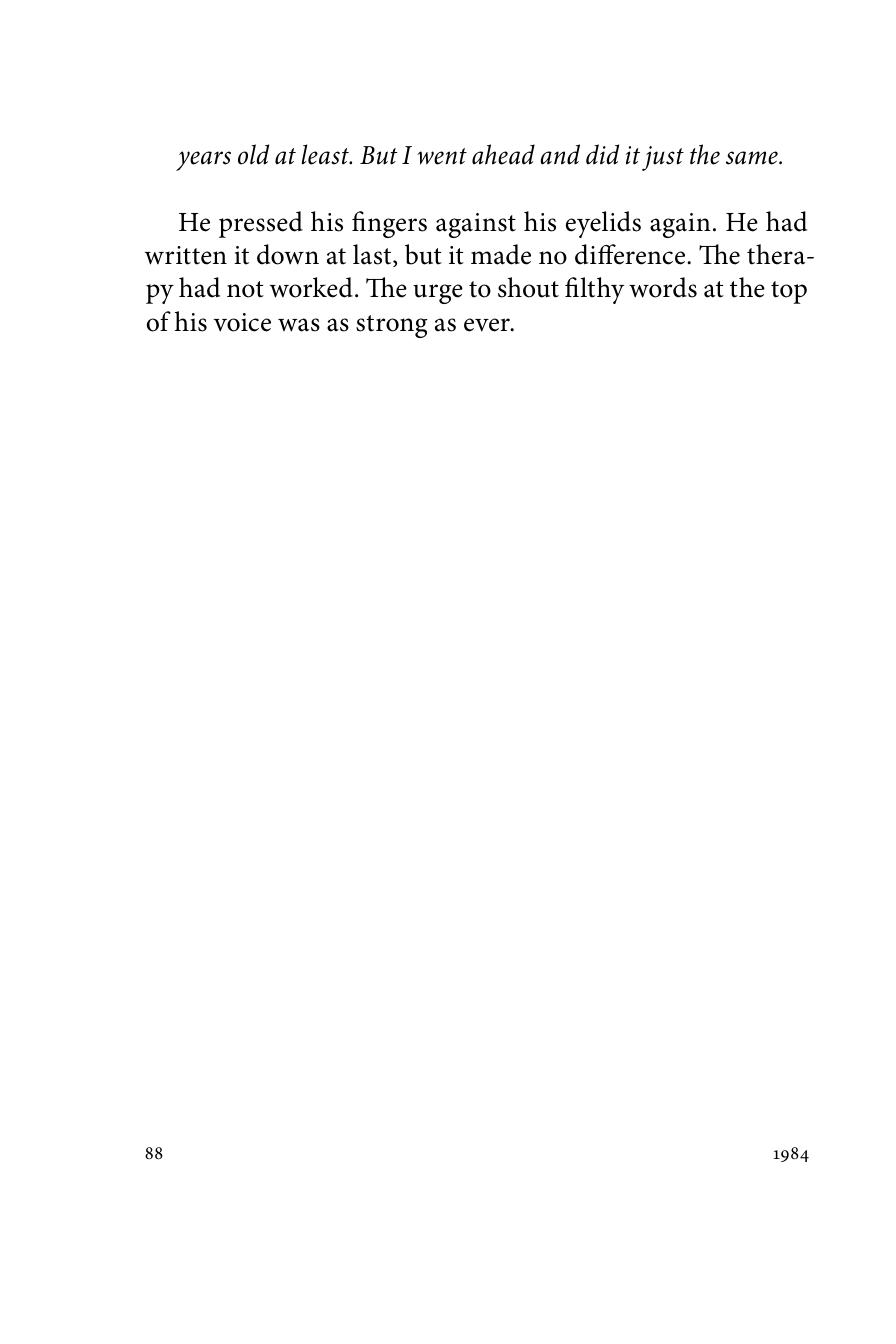 years old at least. But I went ahead and did it just the same.
He pressed his fingers against his eyelids again. He had
written it down at last, but it made no difference. The thera-
py had not worked. The urge to shout filthy words at the top
of his voice was as strong as ever.
88
1984